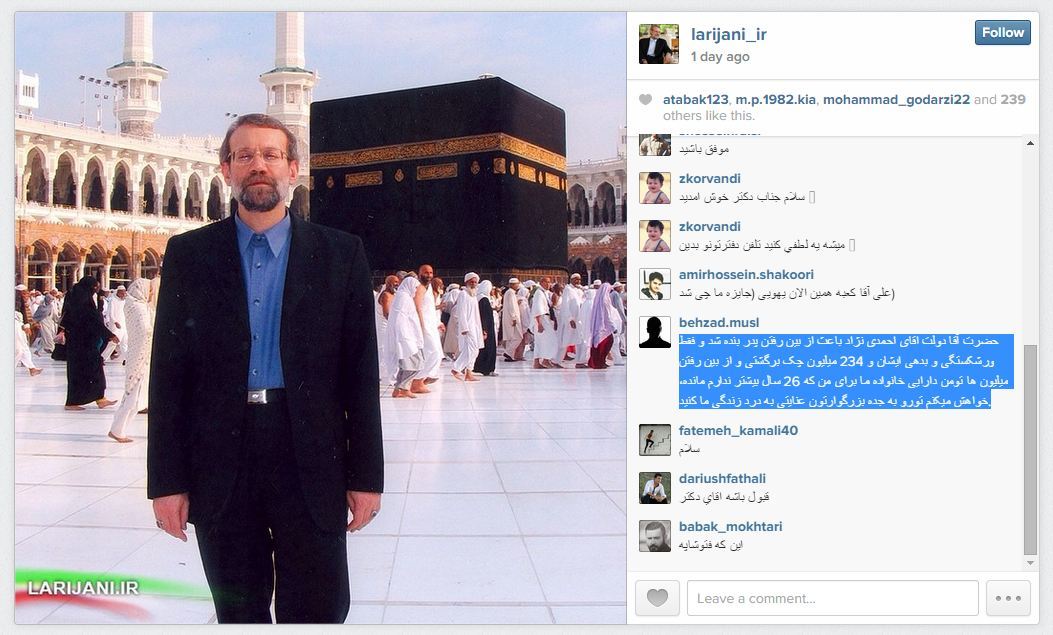 larijani_ir
Follow
1 day ago
atabak123, m.p.1982.kia, mohammad_godarzi22 and 239
others like this.
موفق باشید
zkorvandi
سلام جناب دکتر خوش امدید
zkorvandi
میشه یه لطفي کنید تلفن دفترتونو بدین
amirhossein.shakoori
علی آقا کعبه همین الان یهویی (جایزه ما چی شد)
behzad.musl
حضرت آقا دولت اقای احمدی نژاد باعث از بین رفتن پدر بنده شد و فقط
ورشکستگی و بدهی ایشان و 234 میلیون چک برگشتی و از بین رفتن
میلیون ها تومن دارایی خانواده ما برای من که 26 سال بیشتر ندارم مانده،
خواهش میکنم تورو به جده بزرگوارتون عنایتی به درد زندگی ما کنید.
fatemeh_kamali40
سلام
dariushfathali
قبول باشه اقاي دکتر
babak_mokhtari
این که فتوشاپه
LARIJANI.IR
Leave a comment...